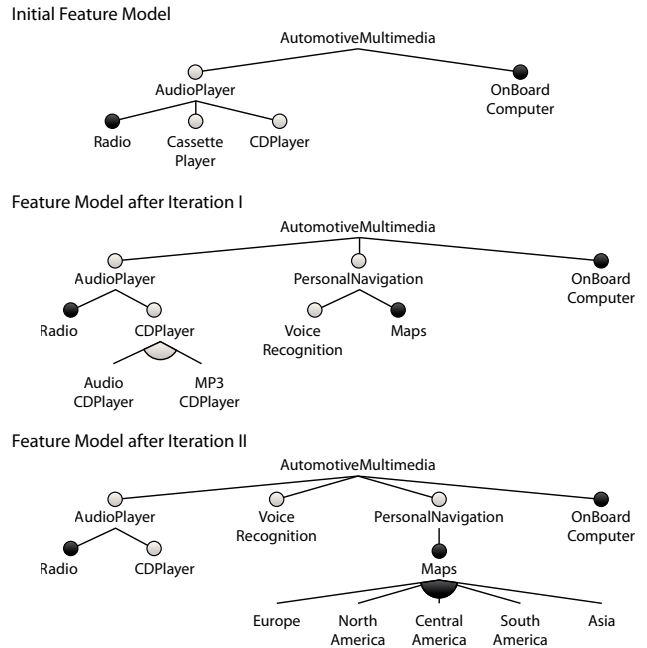 Initial Feature Model
AutomotiveMultimedia
AudioPlayer
OnBoard
Computer
Radio
Cassette
Player
CDPlayer
Feature Model after Iteration I
AutomotiveMultimedia
AudioPlayer
PersonalNavigation
OnBoard
Computer
Radio
CDPlayer
Voice
Recognition
Maps
Audio
CDPlayer
MP3
CDPlayer
Feature Model after Iteration II
AutomotiveMultimedia
AudioPlayer
Voice
Recognition
PersonalNavigation
OnBoard
Computer
Radio
CDPlayer
Maps
Europe
North
America
Central
America
South
America
Asia